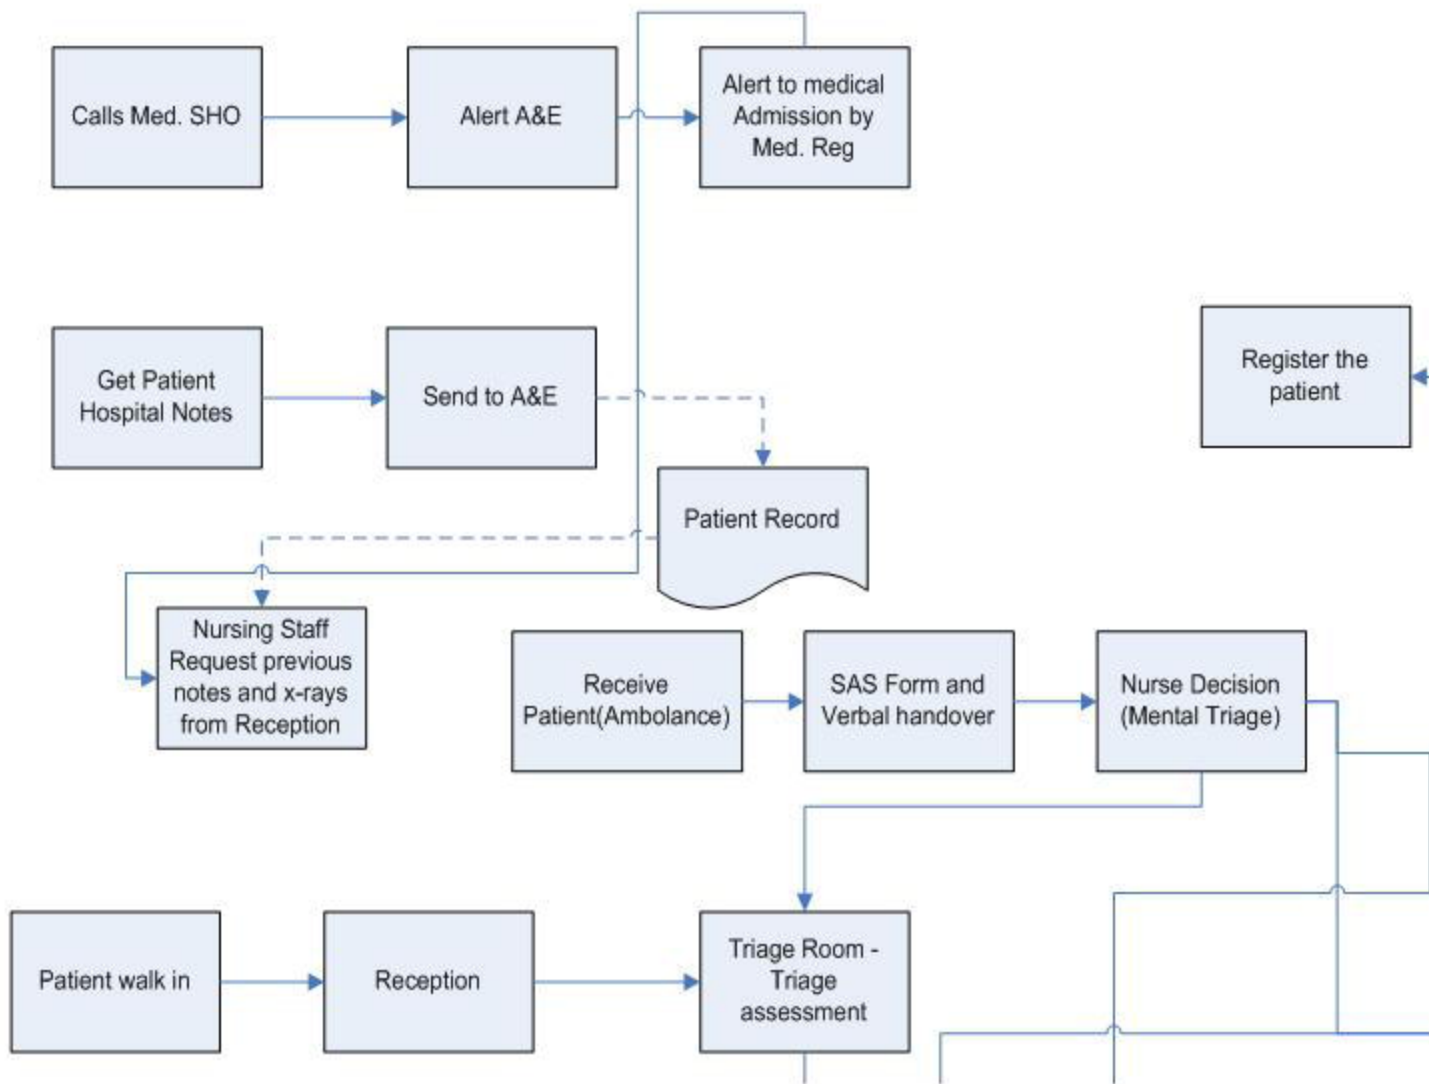 Calls Med. SHO
Alert A&E
Alert to medical
Admission by
Med. Reg
Get Patient
Hospital Notes
Send to A&E
Register the
patient
Patient Record
Nursing Staff
Request previous
notes and x-rays
from Reception
Receive
Patient(Ambolance)
SAS Form and
Verbal handover
Nurse Decision
(Mental Triage)
Patient walk in
Reception
Triage Room -
Triage
assessment